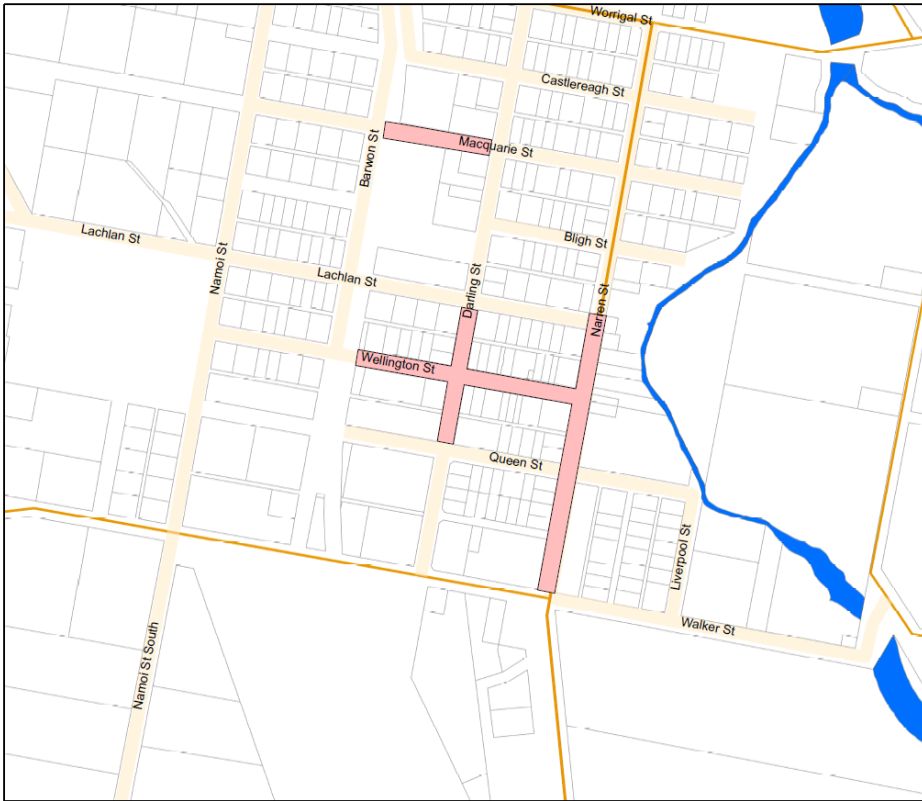 Worrigal St
Castlereagh St
Macquarie St
Barwon St
Bligh St
Lachlan St
Namoi St
Lachlan St
Darling St
Narren St
Wellington St
Queen St
Liverpool St
Walker St
Namoi St South